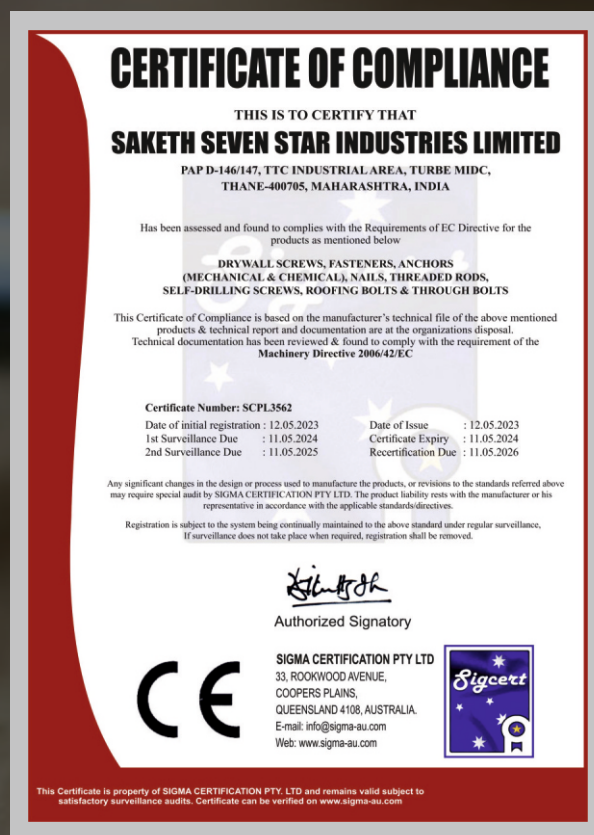 CERTIFICATE OF COMPLIANCE
THIS IS TO CERTIFY THAT
SAKETH SEVEN STAR INDUSTRIES LIMITED
PAP D-146/147, TTC INDUSTRIAL AREA, TURBE MIDC,
THANE-400705, MAHARASHTRA, INDIA
Has been assessed and found to complies with the Requirements of EC Directive for the
products as mentioned below
DRYWALL SCREWS, FASTENERS, ANCHORS
(MECHANICAL & CHEMICAL), NAILS, THREADED RODS,
SELF-DRILLING SCREWS, ROOFING BOLTS & THROUGH BOLTS
This Certificate of Compliance is based on the manufacturer's technical file of the above mentioned
products & technical report and documentation are at the organizations disposal.
Technical documentation has been reviewed & found to comply with the requirement of the
Machinery Directive 2006/42/EC
Certificate Number: SCPL3562
Date of initial registration : 12.05.2023 Date of Issue : 12.05.2023
1st Surveillance Due : 11.05.2024 Certificate Expiry : 11.05.2024
2nd Surveillance Due : 11.05.2025 Recertification Due : 11.05.2026
Any significant changes in the design or process used to manufacture the products, or revisions to the standards referred above
may require special audit by SIGMA CERTIFICATION PTY LTD. The product liability rests with the manufacturer or his
representative in accordance with the applicable standards/directives.
Registration is subject to the system being continually maintained to the above standard under regular surveillance,
If surveillance does not take place when required, registration shall be removed.
Authorized Signatory
CE
SIGMA CERTIFICATION PTY LTD
33, ROOKWOOD AVENUE,
COOPERS PLAINS,
QUEENSLAND 4108, AUSTRALIA.
E-mail: info@sigma-au.com
Web: www.sigma-au.com
Sigcert
This Certificate is property of SIGMA CERTIFICATION PTY. LTD and remains valid subject to
satisfactory surveillance audits. Certificate can be verified on www.sigma-au.com